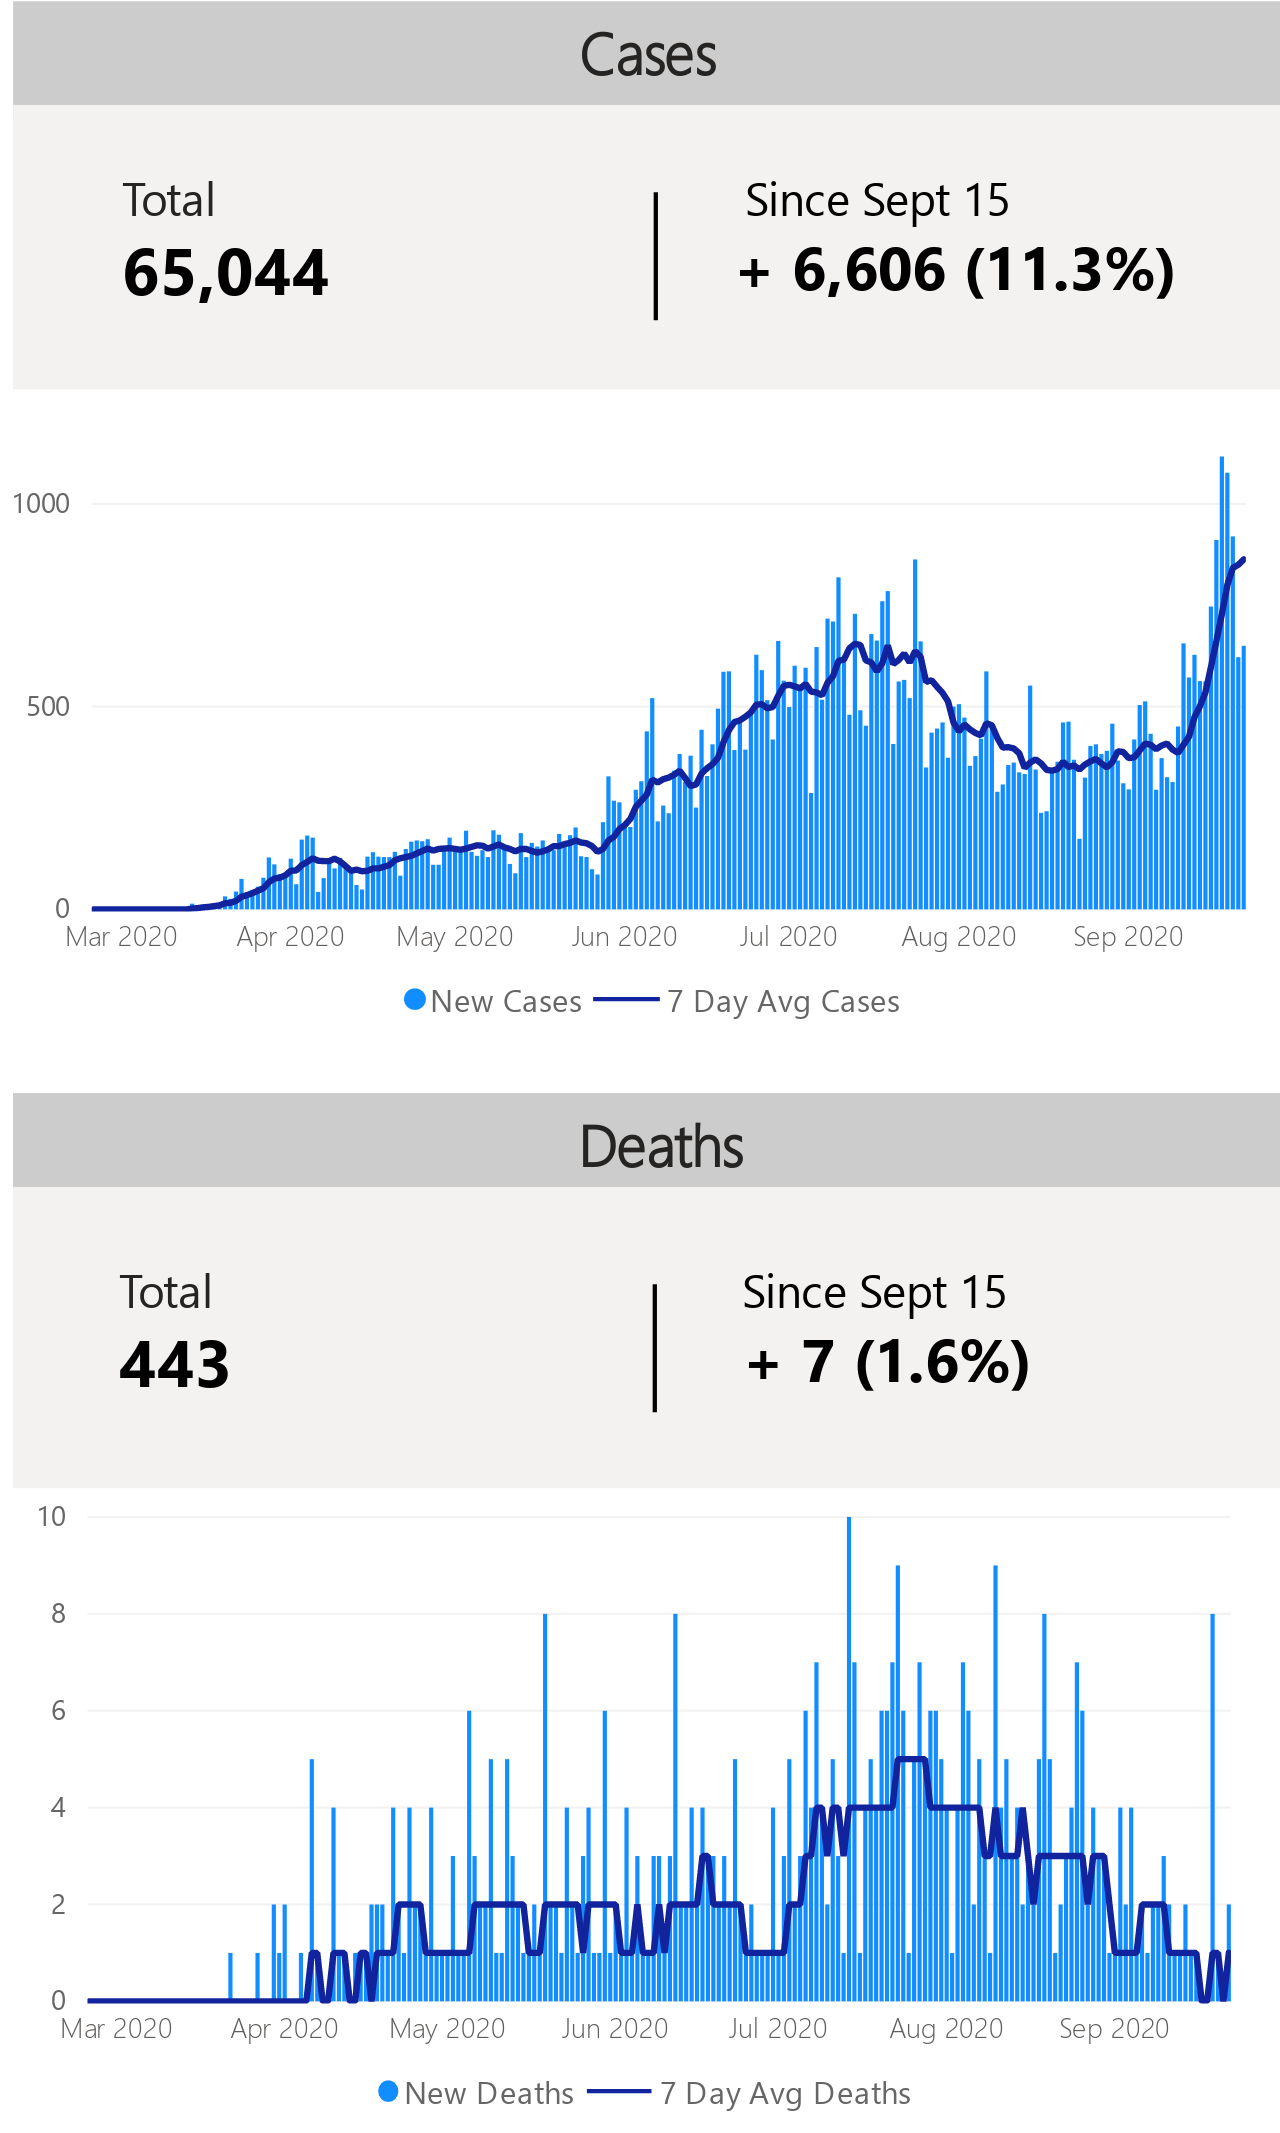 Cases
Total
Since Sept 15
65,044
+ 6,606 (11.3%)
1000
500
0
Mar 2020 Apr 2020 May 2020 Jun 2020 Jul 2020 Aug 2020 Sep 2020
New Cases 7 Day Avg Cases
Deaths
Total
Since Sept 15
443
+ 7 (1.6%)
10
8
6
4
2
0
Mar 2020 Apr 2020 May 2020 Jun 2020 Jul 2020 Aug 2020 Sep 2020
New Deaths 7 Day Avg Deaths